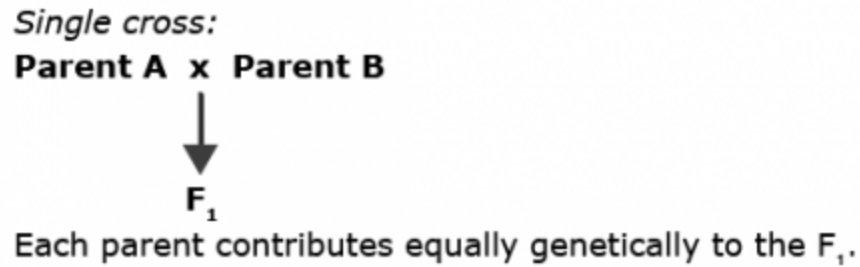 Single cross:
Parent A x Parent B
F₁
Each parent contributes equally genetically to the F₁.